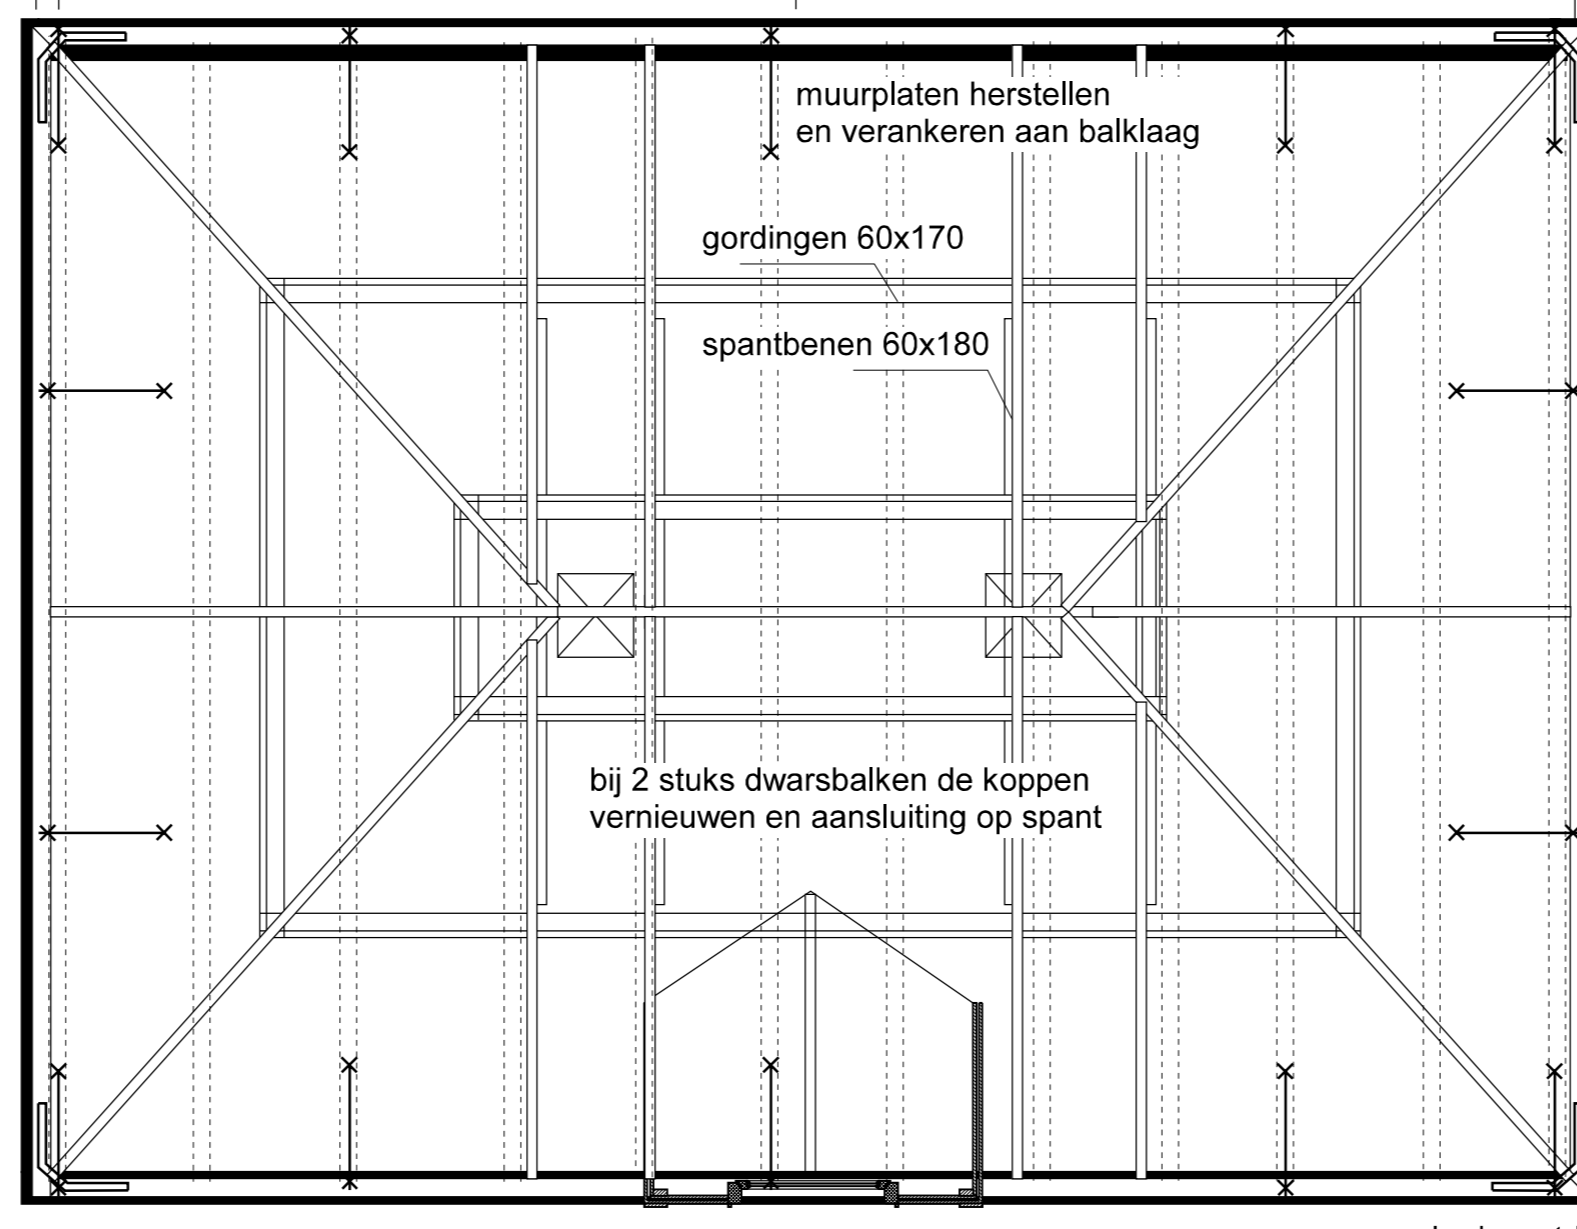 muurplaten herstellen
en verankeren aan balklaag
gordingen 60x170
spantbenen 60x180
bij 2 stuks dwarsbalken de koppen
vernieuwen en aansluiting op spant